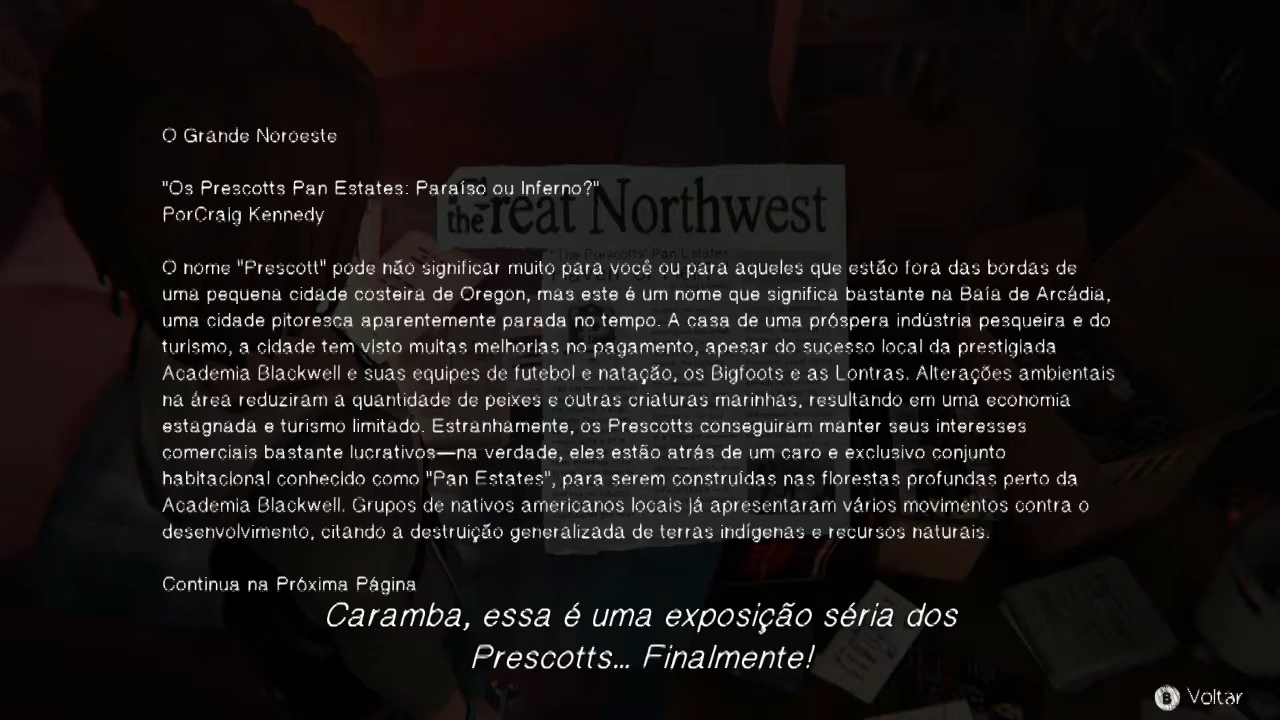 O Grande Noroeste
"Os Prescotts Pan Estates: Paraíso ou Inferno?"
PorCraig Kennedy
O nome "Prescott" pode não significar muito para você ou para aqueles que estão fora das bordas de
uma pequena cidade costeira de Oregon, mas este é um nome que significa bastante na Baía de Arcádia,
uma cidade pitoresca aparentemente parada no tempo. A casa de uma próspera indústria pesqueira e do
turismo, a cidade tem visto muitas melhorias no pagamento, apesar do sucesso local da prestigiada
Academia Blackwell e suas equipes de futebol e natação, os Bigfoots e as Lontras. Alterações ambientais
na área reduziram a quantidade de peixes e outras criaturas marinhas, resultando em uma economia
estagnada e turismo limitado. Estranhamente, os Prescotts conseguiram manter seus interesses
comerciais bastante lucrativos—na verdade, eles estão atrás de um caro e exclusivo conjunto
habitacional conhecido como "Pan Estates", para serem construídas nas florestas profundas perto da
Academia Blackwell. Grupos de nativos americanos locais já apresentaram vários movimentos contra o
desenvolvimento, citando a destruição generalizada de terras indígenas e recursos naturais.
Continua na Próxima Página
the Great Northwest
"The Prescotts' Pan Estates:
Caramba, essa é uma exposição séria dos
Prescotts... Finalmente!
B Voltar